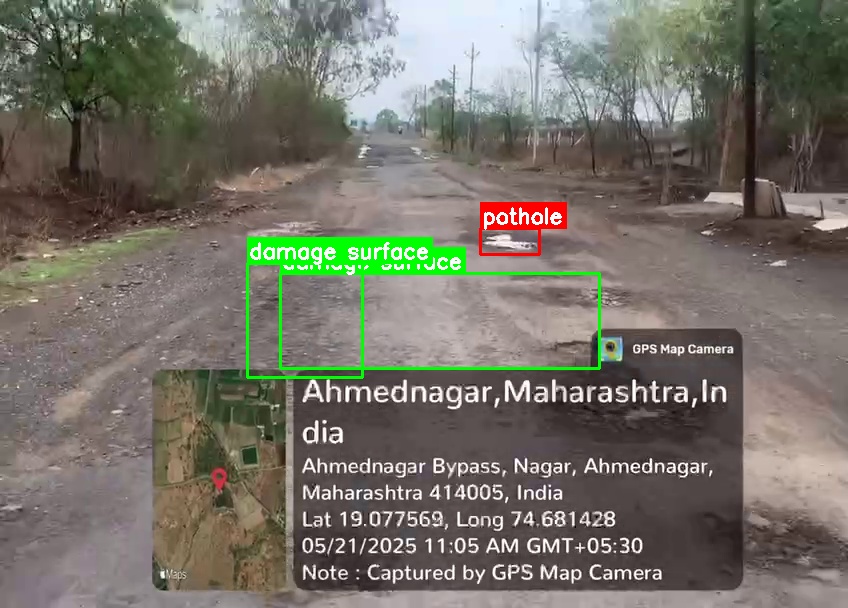 pothole
damage surface
damage surface
GPS Map Camera
Ahmednagar,Maharashtra,In
dia
Ahmednagar Bypass, Nagar, Ahmednagar,
Maharashtra 414005, India
Lat 19.077569, Long 74.681428
05/21/2025 11:05 AM GMT+05:30
Note : Captured by GPS Map Camera
Maps